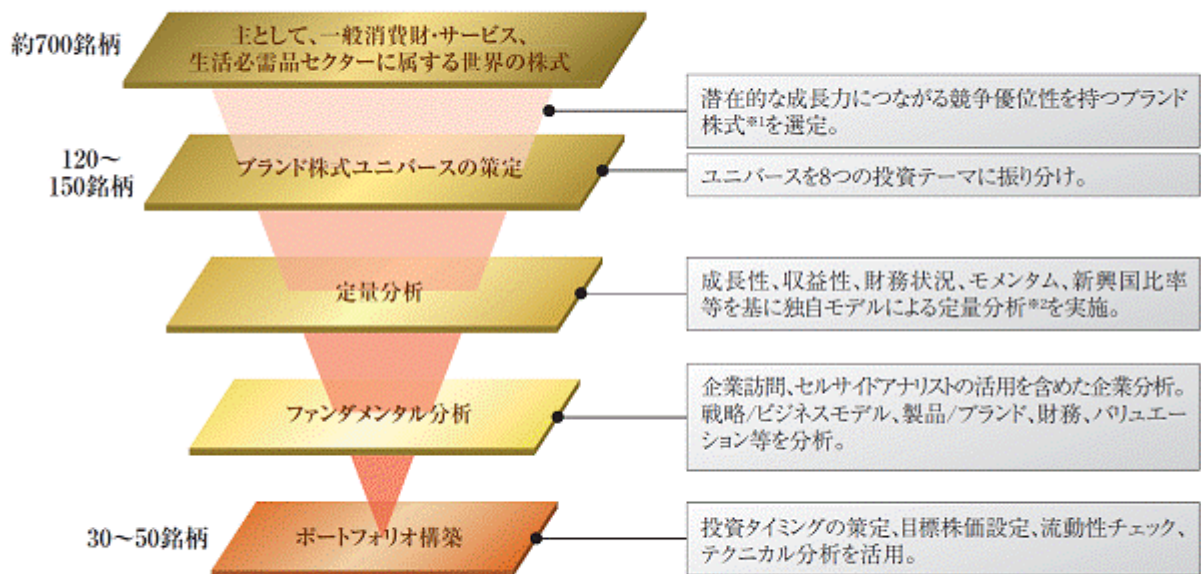 約700銘柄
主として、一般消費財・サービス、
生活必需品セクターに属する世界の株式
潜在的な成長力につながる競争優位性を持つブランド
株式※1を選定。
120～
150銘柄
ブランド株式ユニバースの策定
ユニバースを8つの投資テーマに振り分け。
定量分析
成長性、収益性、財務状況、モメンタム、新興国比率
等を基に独自モデルによる定量分析※2を実施。
ファンダメンタル分析
企業訪問、セルサイドアナリストの活用を含めた企業分析。
戦略/ビジネスモデル、製品/ブランド、財務、バリュエー
ション等を分析。
30～50銘柄
ポートフォリオ構築
投資タイミングの策定、目標株価設定、流動性チェック、
テクニカル分析を活用。